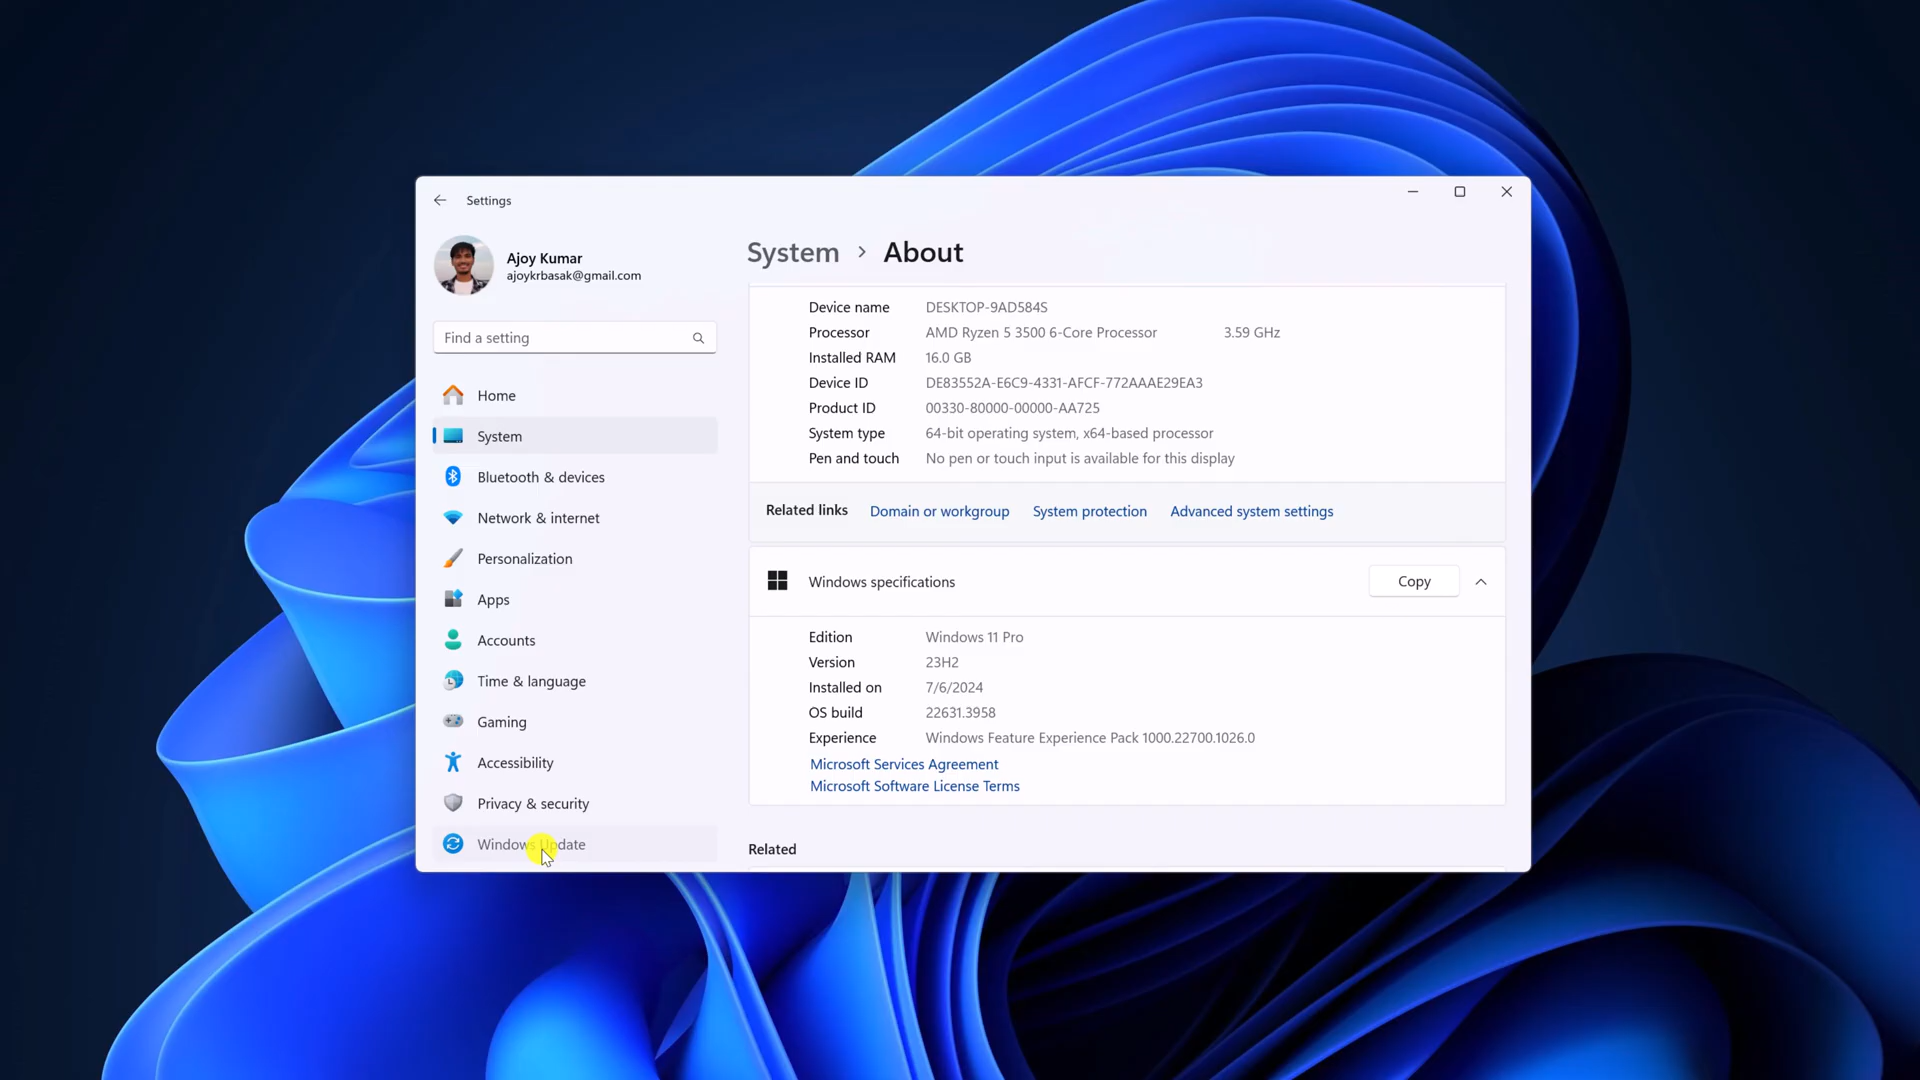 Settings
Ajoy Kumar
ajoykrbasak@gmail.com
Find a setting
Home
System
Bluetooth & devices
Network & internet
Personalization
Apps
Accounts
Time & language
Gaming
Accessibility
Privacy & security
Windows Update
System > About
Device name DESKTOP-9AD584S
Processor AMD Ryzen 5 3500 6-Core Processor 3.59 GHz
Installed RAM 16.0 GB
Device ID DE83552A-E6C9-4331-AFCF-772AAAE29EA3
Product ID 00330-80000-00000-AA725
System type 64-bit operating system, x64-based processor
Pen and touch No pen or touch input is available for this display
Related links Domain or workgroup System protection Advanced system settings
Windows specifications Copy
Edition Windows 11 Pro
Version 23H2
Installed on 7/6/2024
OS build 22631.3958
Experience Windows Feature Experience Pack 1000.22700.1026.0
Microsoft Services Agreement
Microsoft Software License Terms
Related